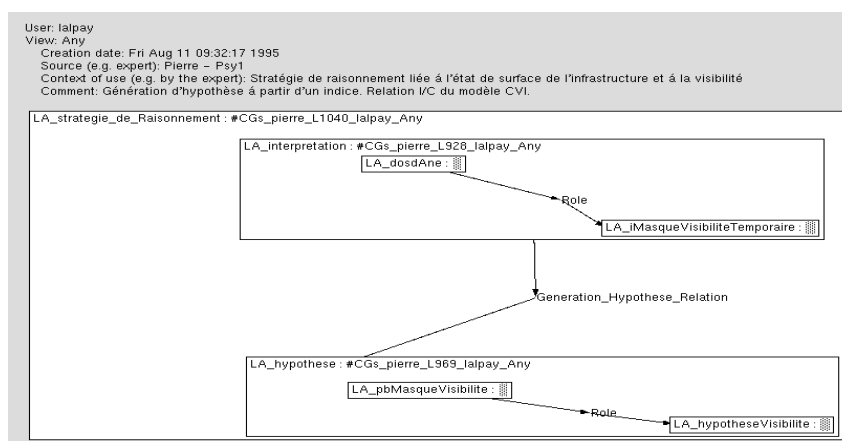 User: lalpay
View: Any
Creation date: Fri Aug 11 09:32:17 1995
Source (e.g. expert): Pierre – Psy1
Context of use (e.g. by the expert): Stratégie de raisonnement liée á l'état de surface de l'infrastructure et á la visibilité
Comment: Génération d'hypothèse á partir d'un indice. Relation I/C du modèle CVI.
LA_strategie_de_Raisonnement : #CGs_pierre_L1040_lalpay_Any
LA_interpretation : #CGs_pierre_L928_lalpay_Any
LA_dosdAne :
Role
LA_iMasqueVisibiliteTemporaire :
Generation_Hypothese_Relation
LA_hypothese : #CGs_pierre_L969_lalpay_Any
LA_pbMasqueVisibilite :
Role
LA_hypotheseVisibilite :